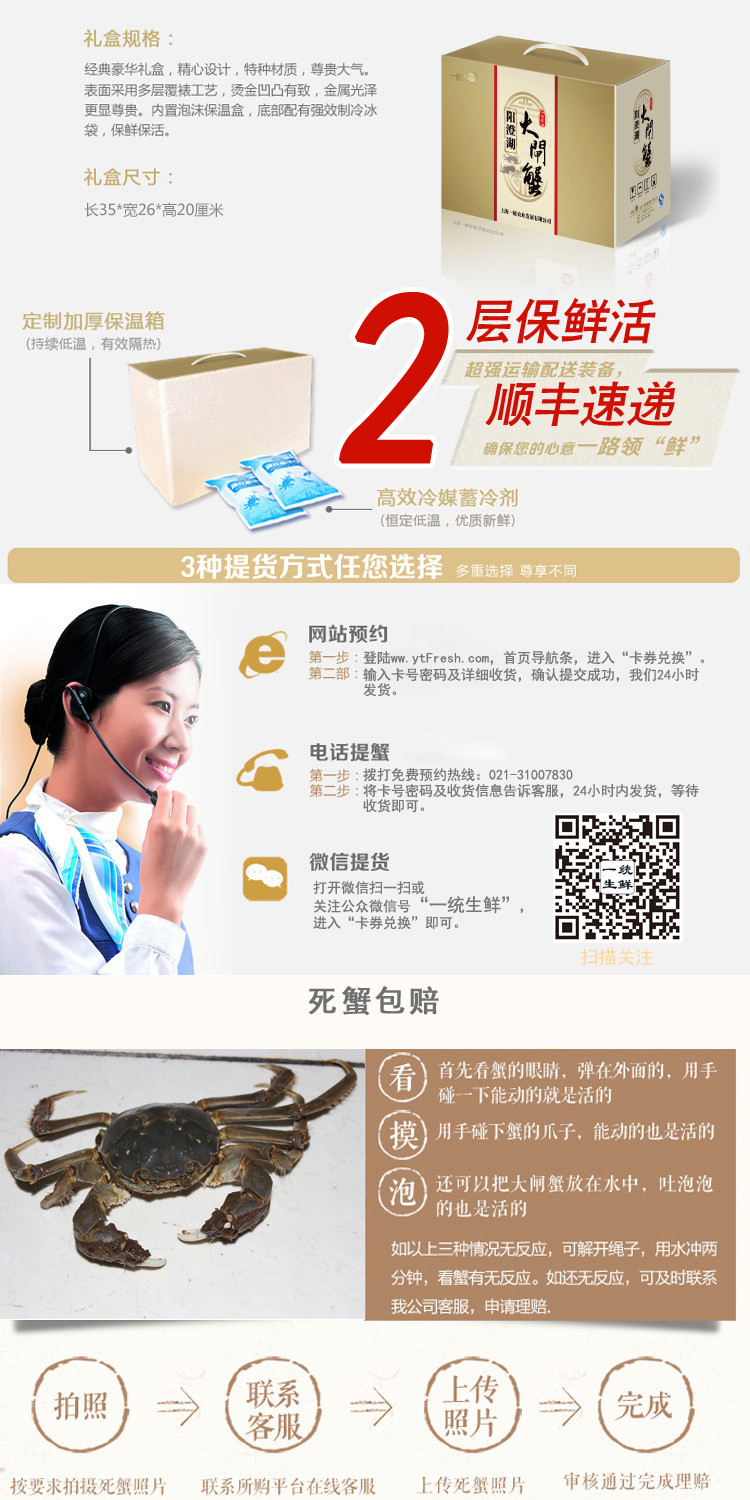 礼盒规格：
经典豪华礼盒，精心设计，特种材质，尊贵大气。
表面采用多层覆裱工艺，烫金凹凸有致，金属光泽
更显尊贵。内置泡沫保温盒，底部配有强效制冷冰
袋，保鲜保活。
礼盒尺寸：
长35*宽26*高20厘米
阳澄湖
大闸蟹
上海一统农业发展有限公司
阳澄湖
大闸蟹
定制加厚保温箱
(持续低温，有效隔热)
2
层保鲜活
超强运输配送装备，
顺丰速递
确保您的心意一路领“鲜”
高效冷媒蓄冷剂
(恒定低温，优质新鲜)
3种提货方式任您选择 多重选择 尊享不同
网站预约
第一步：登陆www.ytFresh.com，首页导航条，进入“卡券兑换”。
第二部：输入卡号密码及详细收货，确认提交成功，我们24小时
发货。
电话提蟹
第一步：拨打免费预约热线：021-31007830
第二步：将卡号密码及收货信息告诉客服，24小时内发货，等待
收货即可。
微信提货
打开微信扫一扫或
关注公众微信号“一统生鲜”，
进入“卡券兑换”即可。
一统
生鲜
扫描关注
死蟹包赔
看
首先看蟹的眼睛，弹在外面的，用手
碰一下能动的就是活的
摸
用手碰下蟹的爪子，能动的也是活的
泡
还可以把大闸蟹放在水中，吐泡泡
的也是活的
如以上三种情况无反应，可解开绳子，用水冲两
分钟，看蟹有无反应。如还无反应，可及时联系
我公司客服，申请理赔.
拍照
联系
客服
上传
照片
完成
按要求拍摄死蟹照片
联系所购平台在线客服
上传死蟹照片
审核通过完成理赔